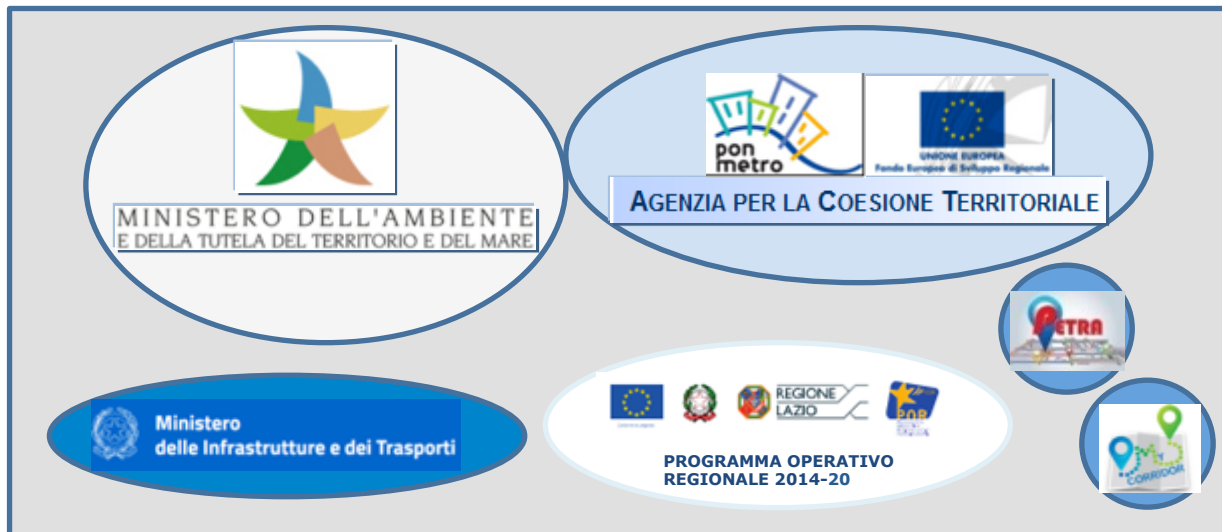 MINISTERO DELL'AMBIENTE
E DELLA TUTELA DEL TERRITORIO E DEL MARE
pon
metro
UNIONE EUROPEA
Fondo Europeo di Sviluppo Regionale
AGENZIA PER LA COESIONE TERRITORIALE
PETRA
Ministero
delle Infrastrutture e dei Trasporti
REGIONE
LAZIO
POR
PROGRAMMA OPERATIVO
REGIONALE 2014-20
MY
CORRIDOR